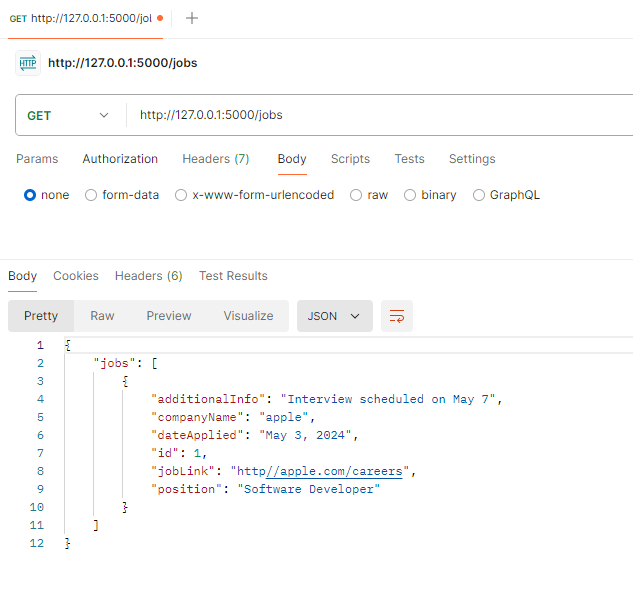 GET http://127.0.0.1:5000/jol
HTTP http://127.0.0.1:5000/jobs
GET http://127.0.0.1:5000/jobs
Params Authorization Headers (7) Body Scripts Tests Settings
none form-data x-www-form-urlencoded raw binary GraphQL
Body Cookies Headers (6) Test Results
Pretty Raw Preview Visualize JSON
1 {
2 "jobs": [
3 {
4 "additionalInfo": "Interview scheduled on May 7",
5 "companyName": "apple",
6 "dateApplied": "May 3, 2024",
7 "id": 1,
8 "jobLink": "http//apple.com/careers",
9 "position": "Software Developer"
10 }
11 ]
12 }